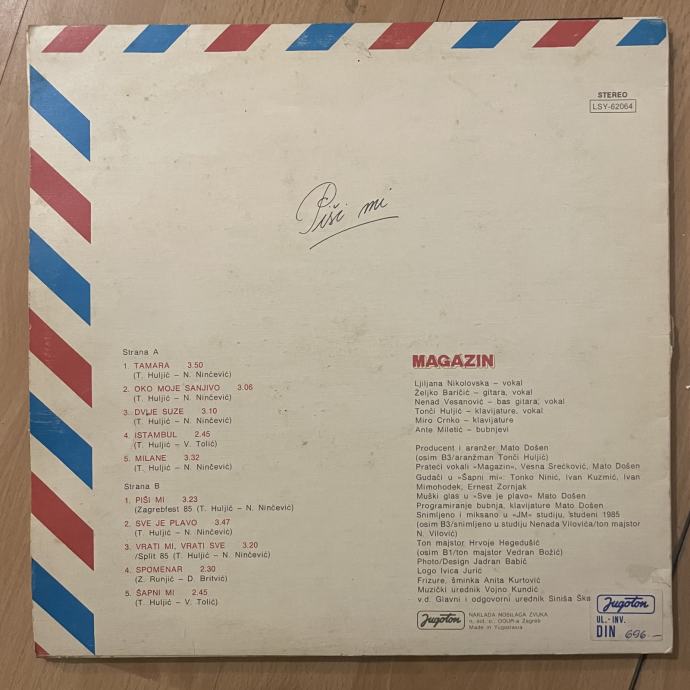 STEREO
LSY-62064
Piši mi
Strana A
1. TAMARA 3.50
(T. Huljić – N. Ninčević)
2. OKO MOJE SANJIVO 3.06
(T. Huljić – N. Ninčević)
3. DVIJE SUZE 3.10
(T. Huljić – N. Ninčević)
4. ISTAMBUL 2.45
(T. Huljić – V. Tolić)
5. MILANE 3.32
(T. Huljić – N. Ninčević)
Strana B
1. PIŠI MI 3.23
(Zagrebfest 85 (T. Huljić – N. Ninčević)
2. SVE JE PLAVO 3.47
(T. Huljić – N. Ninčević)
3. VRATI MI, VRATI SVE 3.20
/Split 85 (T. Huljić – N. Ninčević)
4. SPOMENAR 2.30
(Z. Runjić – D. Britvić)
5. ŠAPNI MI 2.45
(T. Huljić – V. Tolić)
MAGAZIN
Ljiljana Nikolovska – vokal
Željko Baričić – gitara, vokal
Nenad Vesanović – bas gitara, vokal
Tonči Huljić – klavijature, vokal
Miro Crnko – klavijature
Ante Miletić – bubnjevi
Producent i aranžer Mato Došen
(osim B3/aranžman Tonči Huljić)
Prateći vokali »Magazin«, Vesna Srećković, Mato Došen
Gudači u »Šapni mi«: Tonko Ninić, Ivan Kuzmić, Ivan
Mimohodek, Ernest Zornjak
Muški glas u »Sve je plavo« Mato Došen
Programiranje bubnja, klavijature Mato Došen
Snimljeno i miksano u »JM« studiju, studeni 1985
(osim B3/snimljeno u studiju Nenada Vilovića/ton majstor
N. Vilović)
Ton majstor Hrvoje Hegedušić
(osim B1/ton majstor Vedran Božić)
Photo/Design Jadran Babić
Logo Ivica Jurić
Frizure, šminka Anita Kurtović
Muzički urednik Vojno Kundić
v.d. Glavni i odgovorni urednik Siniša Ška
Jugoton
NAKLADA NOSILAGA ZVUKA
n. sol. o., OOUR-a Zagreb
Made in Yugoslavia
Jugoton
UL.-INV.
DIN 696.–